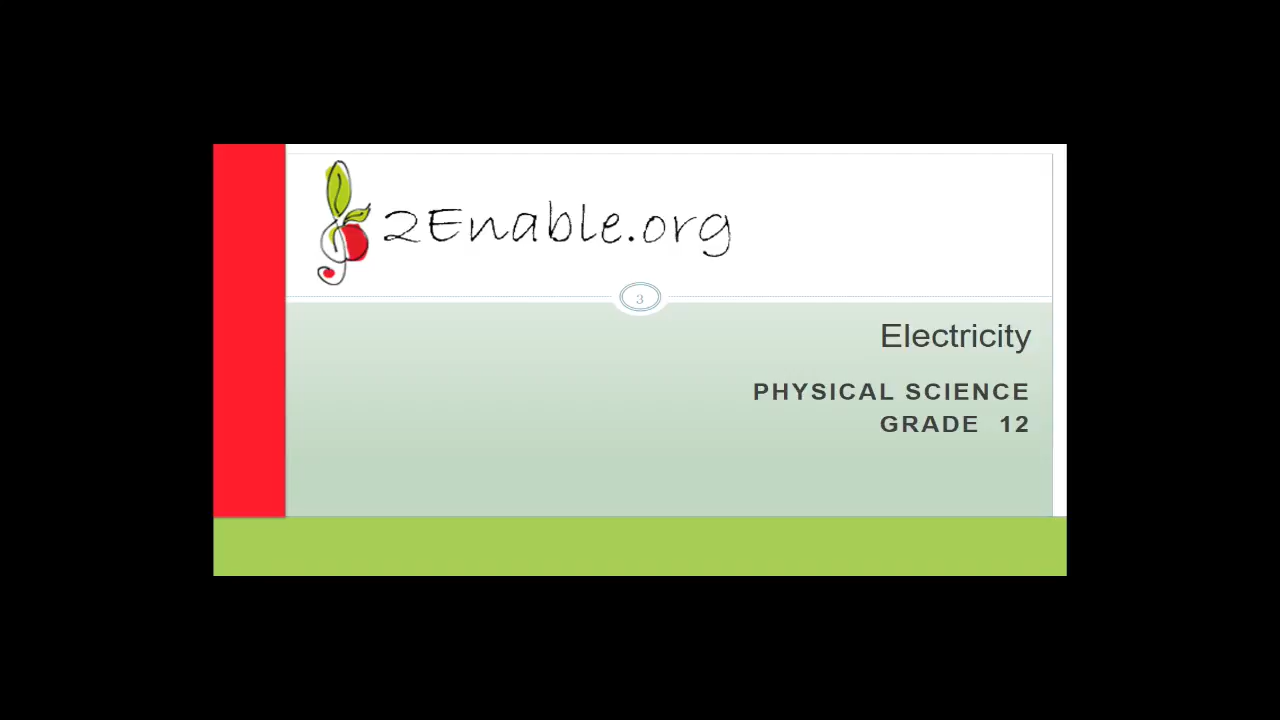 2Enable.org
3
Electricity
PHYSICAL SCIENCE
GRADE 12